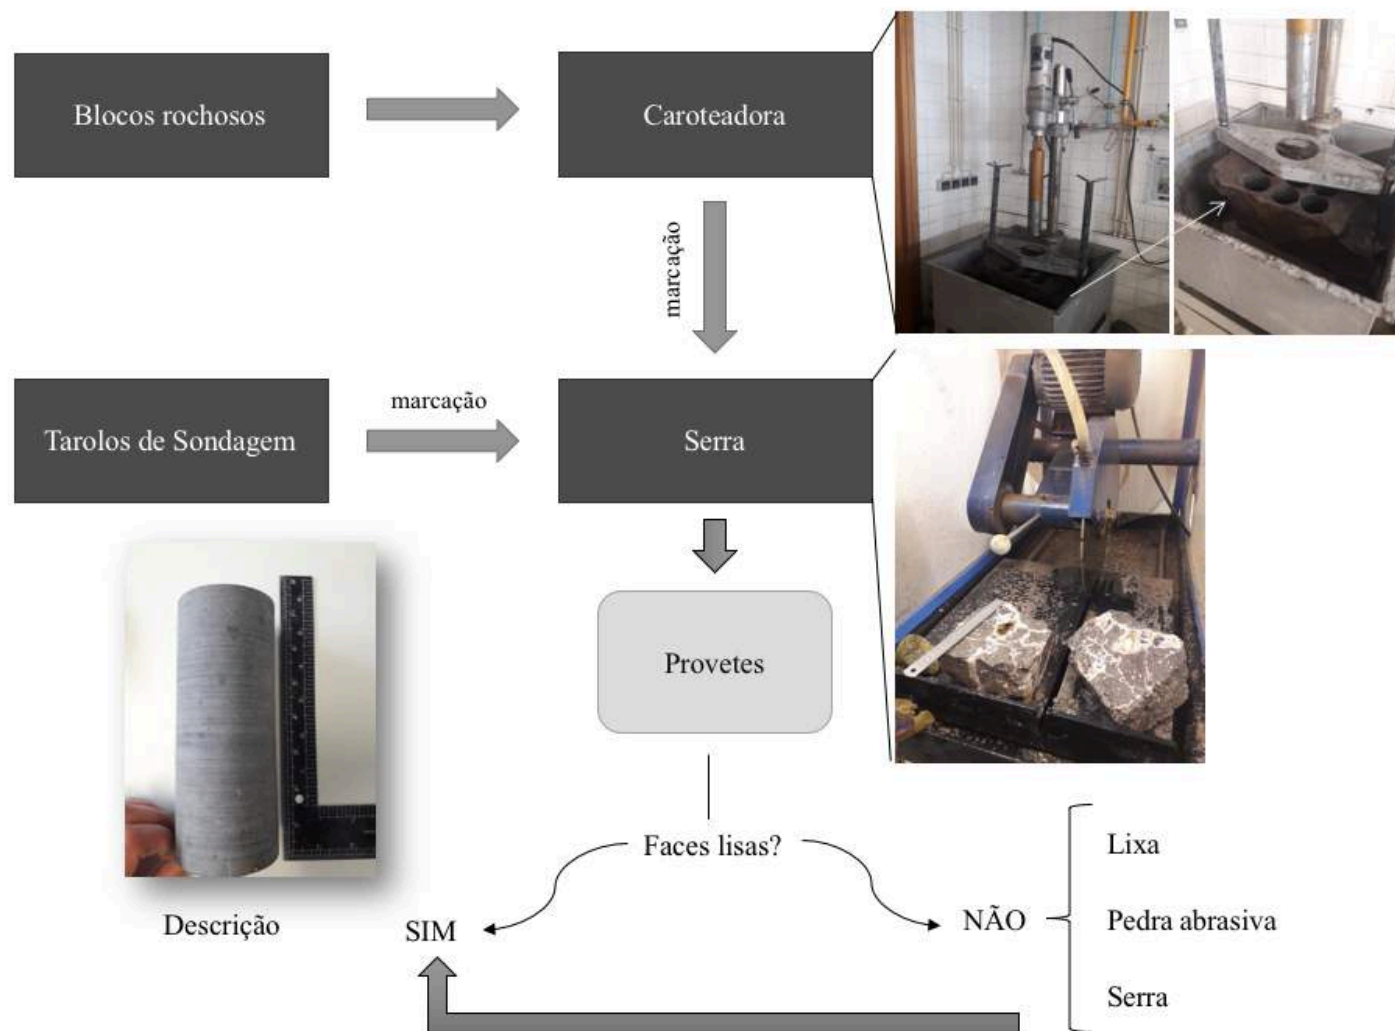 Blocos rochosos
Caroteadora
marcação
Tarolos de Sondagem
marcação
Serra
Provetes
Faces lisas?
Descrição
SIM
NÃO
Lixa
Pedra abrasiva
Serra